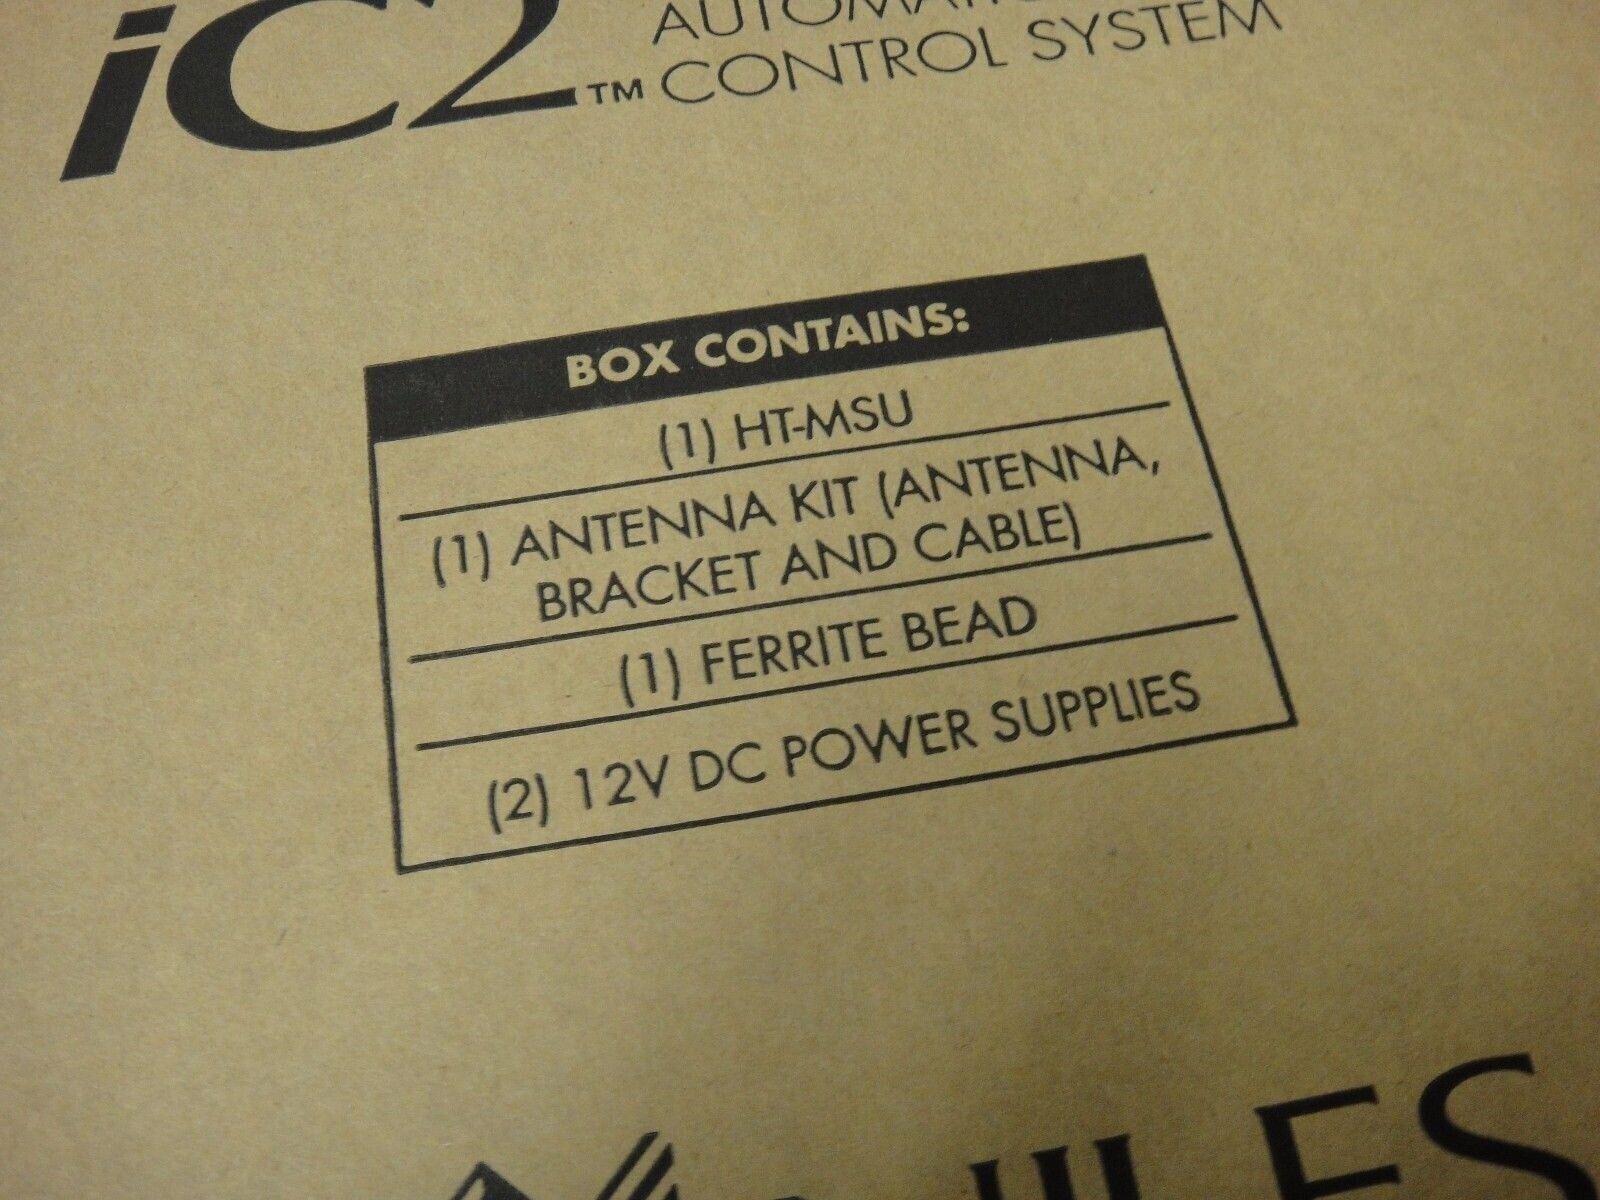 iC2™
CONTROL SYSTEM
BOX CONTAINS:
(1) HT-MSU
(1) ANTENNA KIT (ANTENNA,
BRACKET AND CABLE)
(1) FERRITE BEAD
(2) 12V DC POWER SUPPLIES